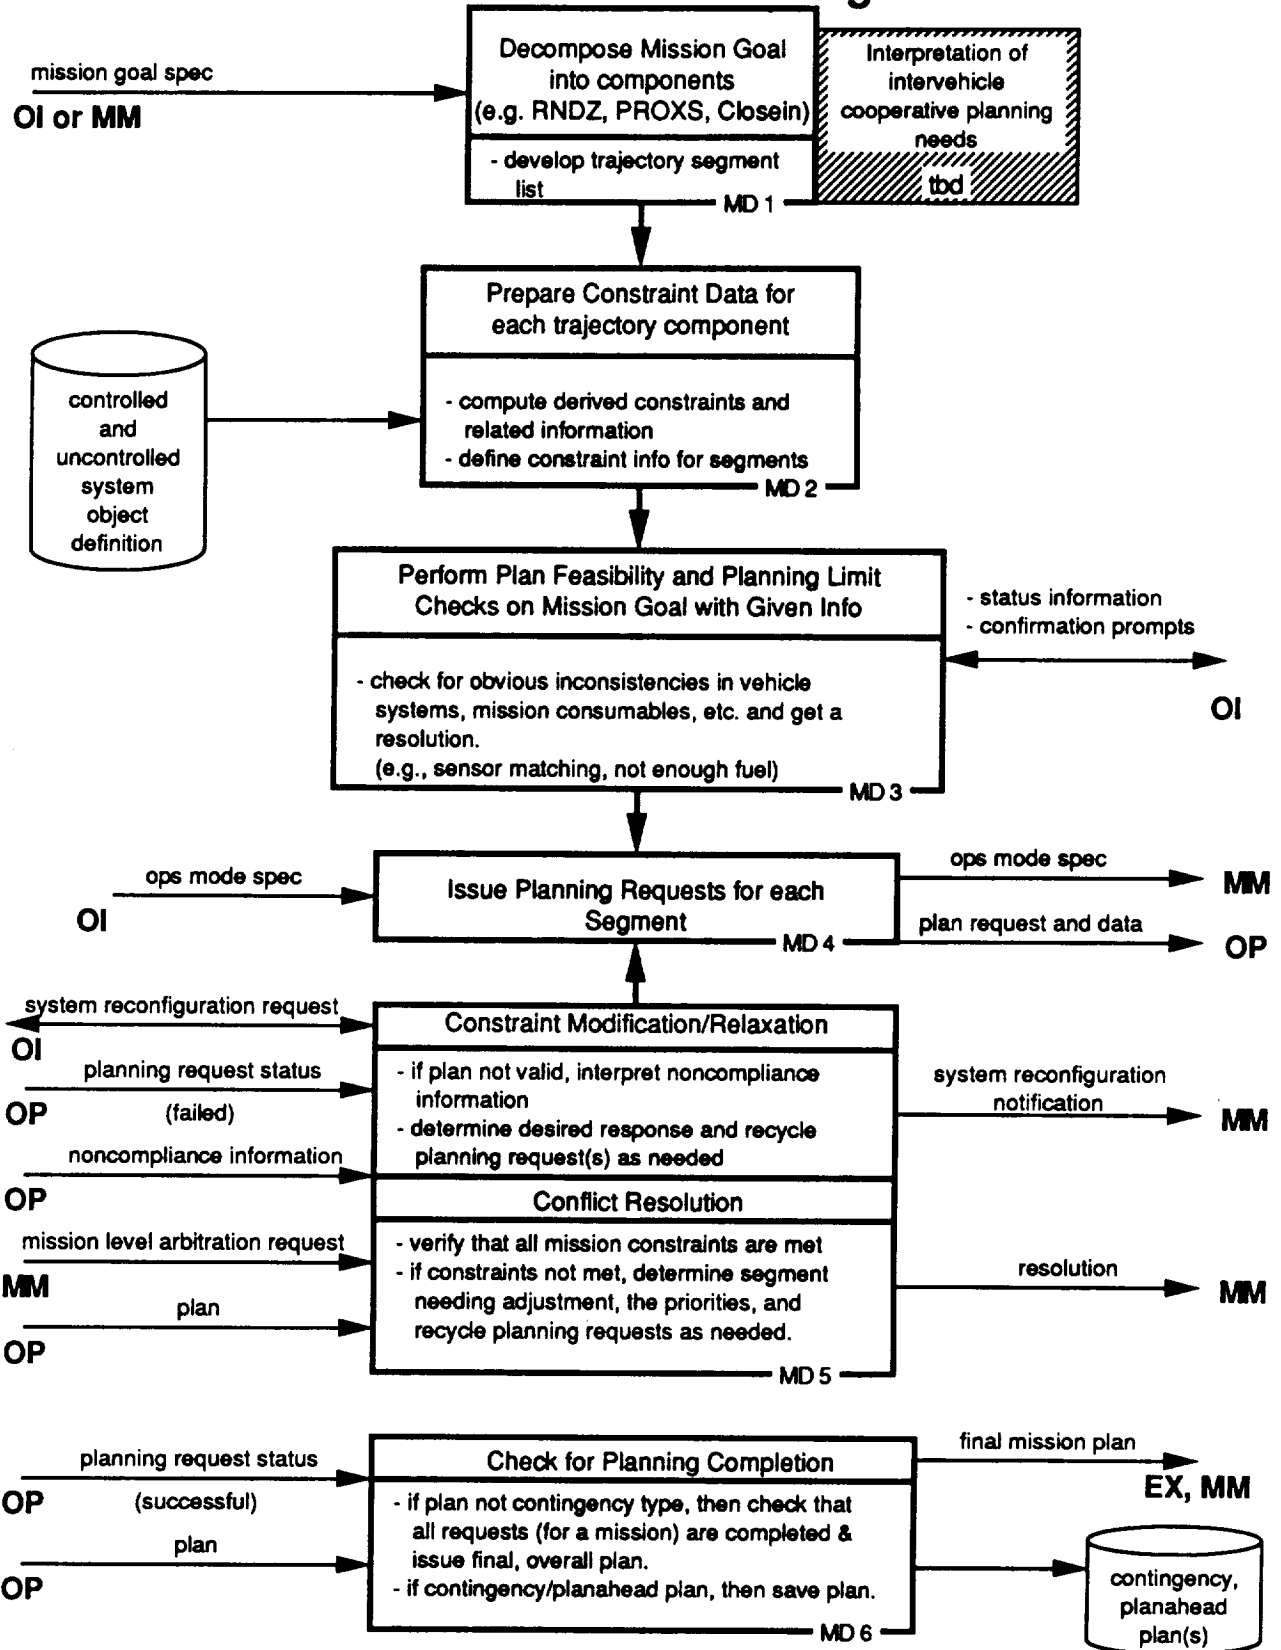 Decompose Mission Goal
into components
(e.g. RNDZ, PROXS, Closein)
- develop trajectory segment
list
MD 1
Interpretation of
intervehicle
cooperative planning
needs
tbd
mission goal spec
OI or MM
Prepare Constraint Data for
each trajectory component
- compute derived constraints and
related information
- define constraint info for segments
MD 2
controlled
and
uncontrolled
system
object
definition
Perform Plan Feasibility and Planning Limit
Checks on Mission Goal with Given Info
- check for obvious inconsistencies in vehicle
systems, mission consumables, etc. and get a
resolution.
(e.g., sensor matching, not enough fuel)
MD 3
- status information
- confirmation prompts
OI
ops mode spec
OI
Issue Planning Requests for each
Segment
MD 4
ops mode spec
MM
plan request and data
OP
system reconfiguration request
OI
planning request status
OP
(failed)
noncompliance information
OP
mission level arbitration request
MM
plan
OP
Constraint Modification/Relaxation
- if plan not valid, interpret noncompliance
information
- determine desired response and recycle
planning request(s) as needed
Conflict Resolution
- verify that all mission constraints are met
- if constraints not met, determine segment
needing adjustment, the priorities, and
recycle planning requests as needed.
MD 5
system reconfiguration
notification
MM
resolution
MM
planning request status
OP
(successful)
plan
OP
Check for Planning Completion
- if plan not contingency type, then check that
all requests (for a mission) are completed &
issue final, overall plan.
- if contingency/planahead plan, then save plan.
MD 6
final mission plan
EX, MM
contingency,
planahead
plan(s)